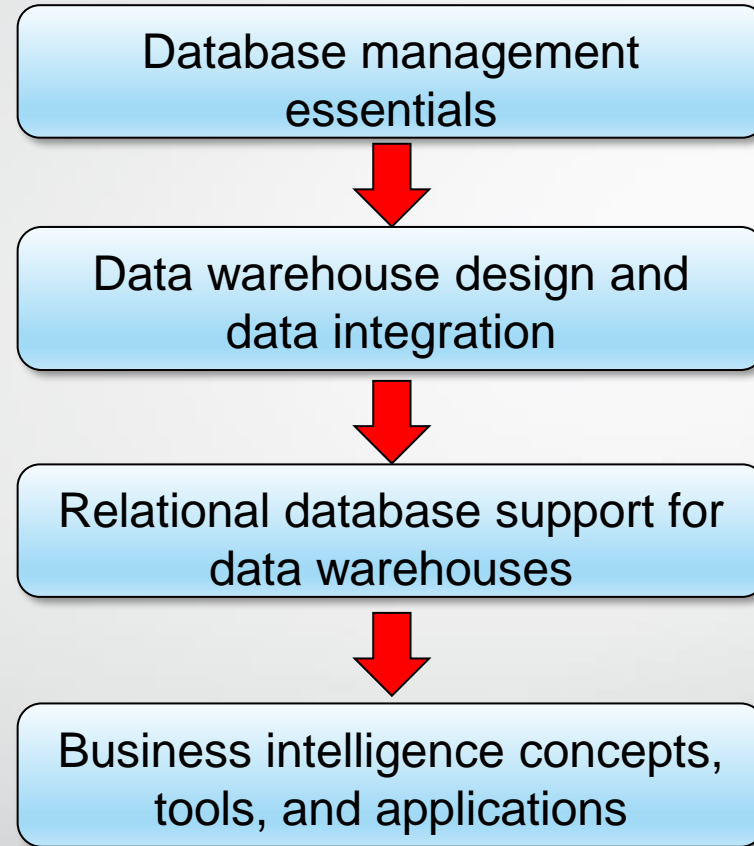 Database management
essentials
Data warehouse design and
data integration
Relational database support for
data warehouses
Business intelligence concepts,
tools, and applications